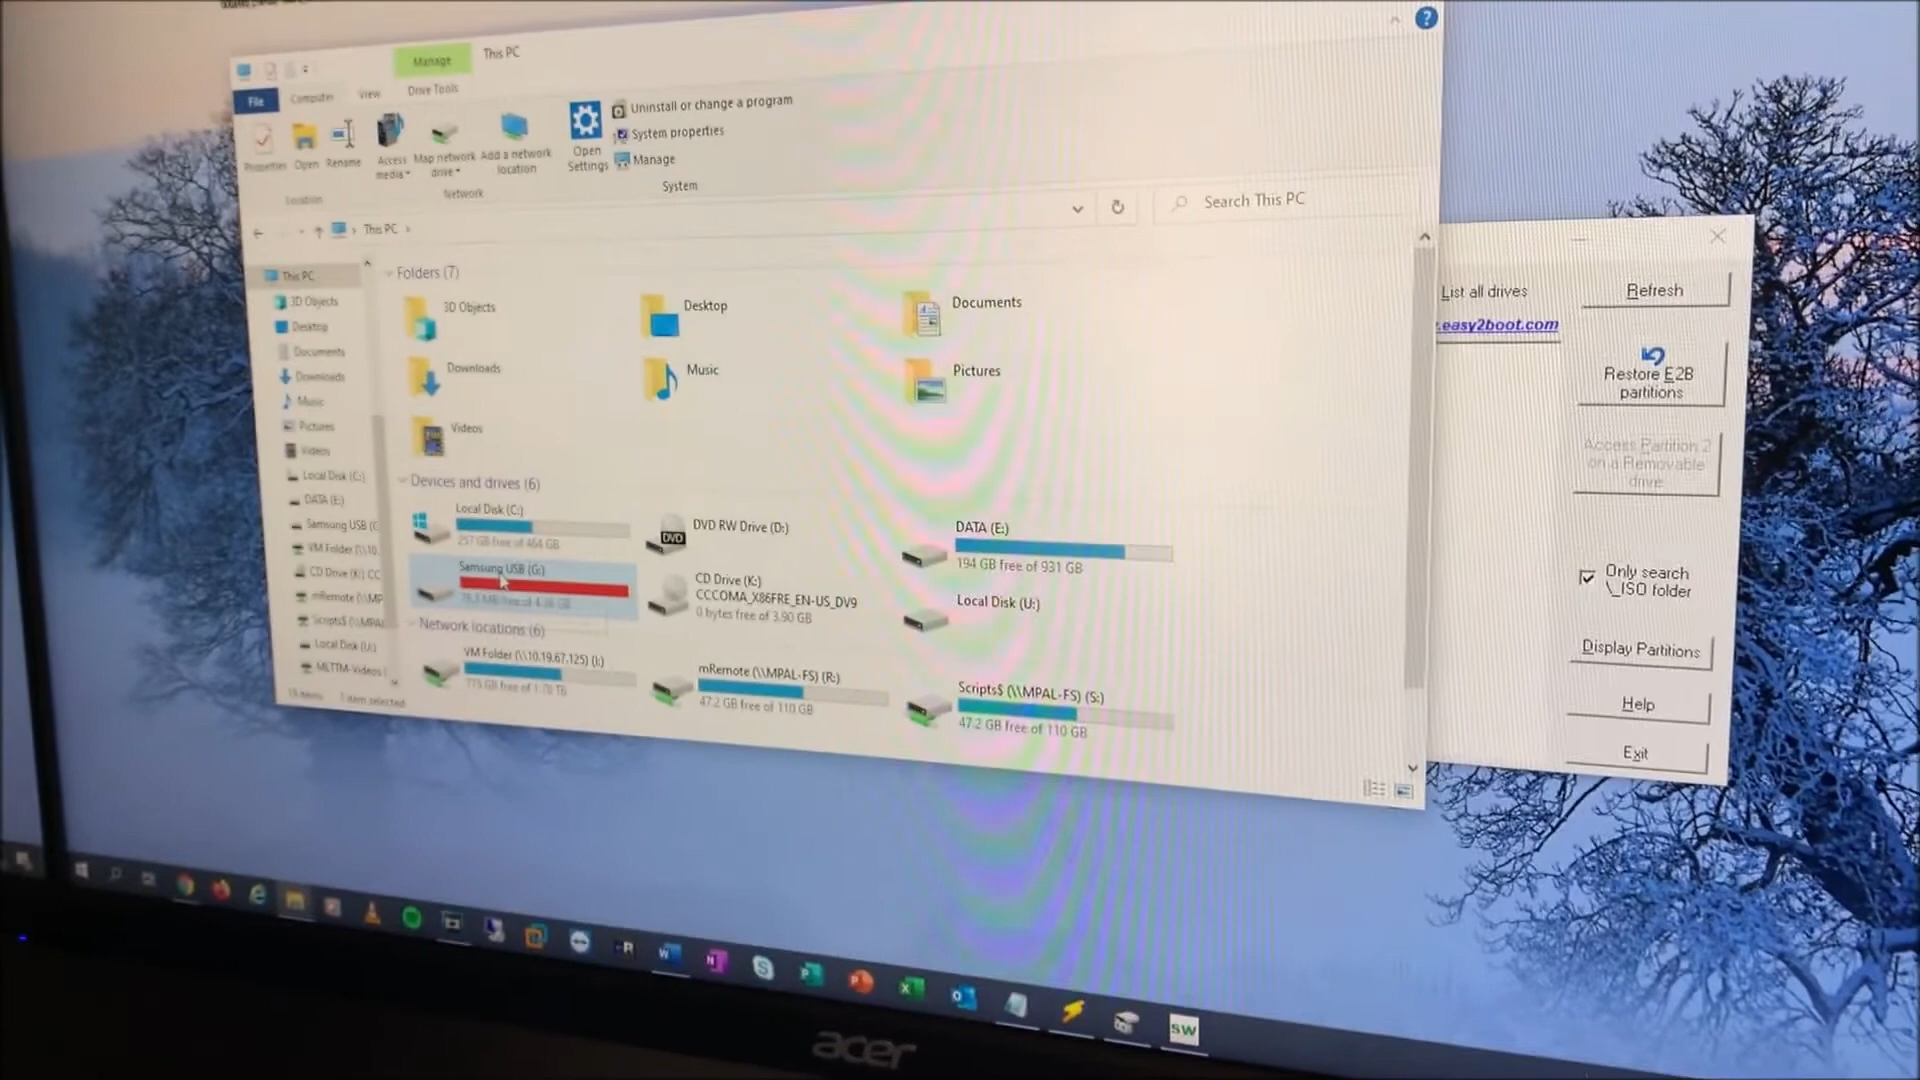 Manage
This PC
File
Computer
View
Drive Tools
Properties
Open
Rename
Access
media
Map network
drive
Add a network
location
Open
Settings
Uninstall or change a program
System properties
Manage
Location
Network
System
This PC
Search This PC
This PC
3D Objects
Desktop
Documents
Downloads
Music
Pictures
Videos
Local Disk (C:)
DATA (E:)
Samsung USB (G
VM Folder (\\10.
CD Drive (K:) CC
mRemote (\\MP
Scripts$ (\\MPAL
Local Disk (U:)
MLTTM-Videos (
1 item selected
Folders (7)
3D Objects
Desktop
Documents
Downloads
Music
Pictures
Videos
Devices and drives (6)
Local Disk (C:)
257 GB free of 464 GB
DVD RW Drive (D:)
DVD
DATA (E:)
194 GB free of 931 GB
Samsung USB (G:)
CD Drive (K:)
CCCOMA_X86FRE_EN-US_DV9
0 bytes free of 3.90 GB
Local Disk (U:)
Network locations (6)
VM Folder (\\10.19.67.125) (I:)
775 GB free of 1.78 TB
mRemote (\\MPAL-FS) (R:)
47.2 GB free of 110 GB
Scripts$ (\\MPAL-FS) (S:)
47.2 GB free of 110 GB
List all drives
Refresh
.easy2boot.com
Restore E2B
partitions
Access Partition 2
on a Removable
drive
Only search
\_ISO folder
Display Partitions
Help
Exit
SW
acer